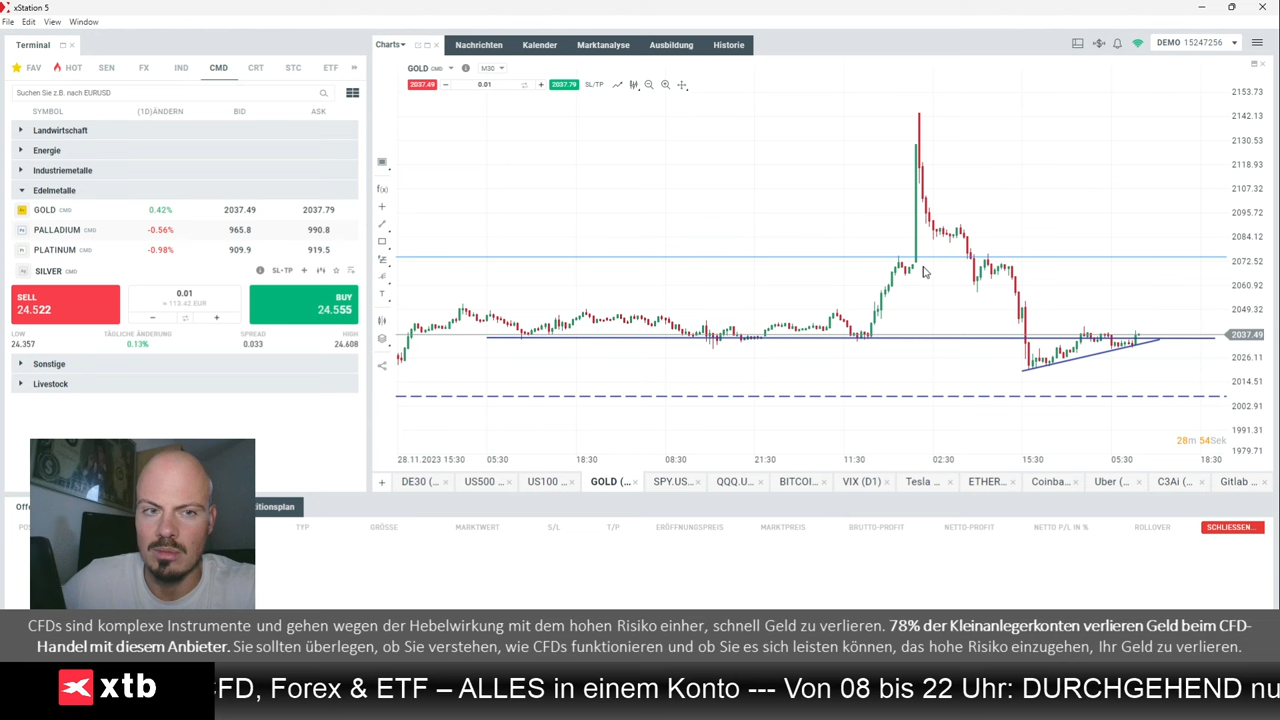 xStation 5
File Edit View Window
Terminal
FAV HOT SEN FX IND CMD CRT STC ETF
Suchen Sie z.B. nach EURUSD
SYMBOL (1D)ÄNDERN BID ASK
Landwirtschaft
Energie
Industriemetalle
Edelmetalle
GOLD CMD 0.42% 2037.49 2037.79
PALLADIUM CMD -0.56% 965.8 990.8
PLATINUM CMD -0.98% 909.9 919.5
SILVER CMD SL•TP
SELL
24.522
0.01
≈ 113.42 EUR
BUY
24.555
LOW TÄGLICHE ÄNDERUNG SPREAD HIGH
24.357 0.13% 0.033 24.608
Sonstige
Livestock
Charts Nachrichten Kalender Marktanalyse Ausbildung Historie
DEMO 15247256
GOLD CMD M30
2037.49 0.01 2037.79 SL/TP
f(x)
T
2153.73
2142.13
2130.53
2118.93
2107.32
2095.72
2084.12
2072.52
2060.92
2049.32
2037.49
2026.11
2014.51
2002.91
1991.31
1979.71
28m 54Sek
28.11.2023 15:30 05:30 18:30 08:30 21:30 11:30 02:30 15:30 05:30 18:30
DE30 (... US500 ... US100 ... GOLD (... SPY.US... QQQ.U... BITCOI... VIX (D1) Tesla ... ETHER... Coinba... Uber (... C3Ai (... Gitlab ...
TYP GRÖSSE MARKTWERT S/L T/P ERÖFFNUNGSPREIS MARKTPREIS BRUTTO-PROFIT NETTO-PROFIT NETTO P/L IN % ROLLOVER SCHLIESSEN...
CFDs sind komplexe Instrumente und gehen wegen der Hebelwirkung mit dem hohen Risiko einher, schnell Geld zu verlieren. 78% der Kleinanlegerkonten verlieren Geld beim CFD-
Handel mit diesem Anbieter. Sie sollten überlegen, ob Sie verstehen, wie CFDs funktionieren und ob Sie es sich leisten können, das hohe Risiko einzugehen, Ihr Geld zu verlieren.
xtb CFD, Forex & ETF – ALLES in einem Konto --- Von 08 bis 22 Uhr: DURCHGEHEND nu